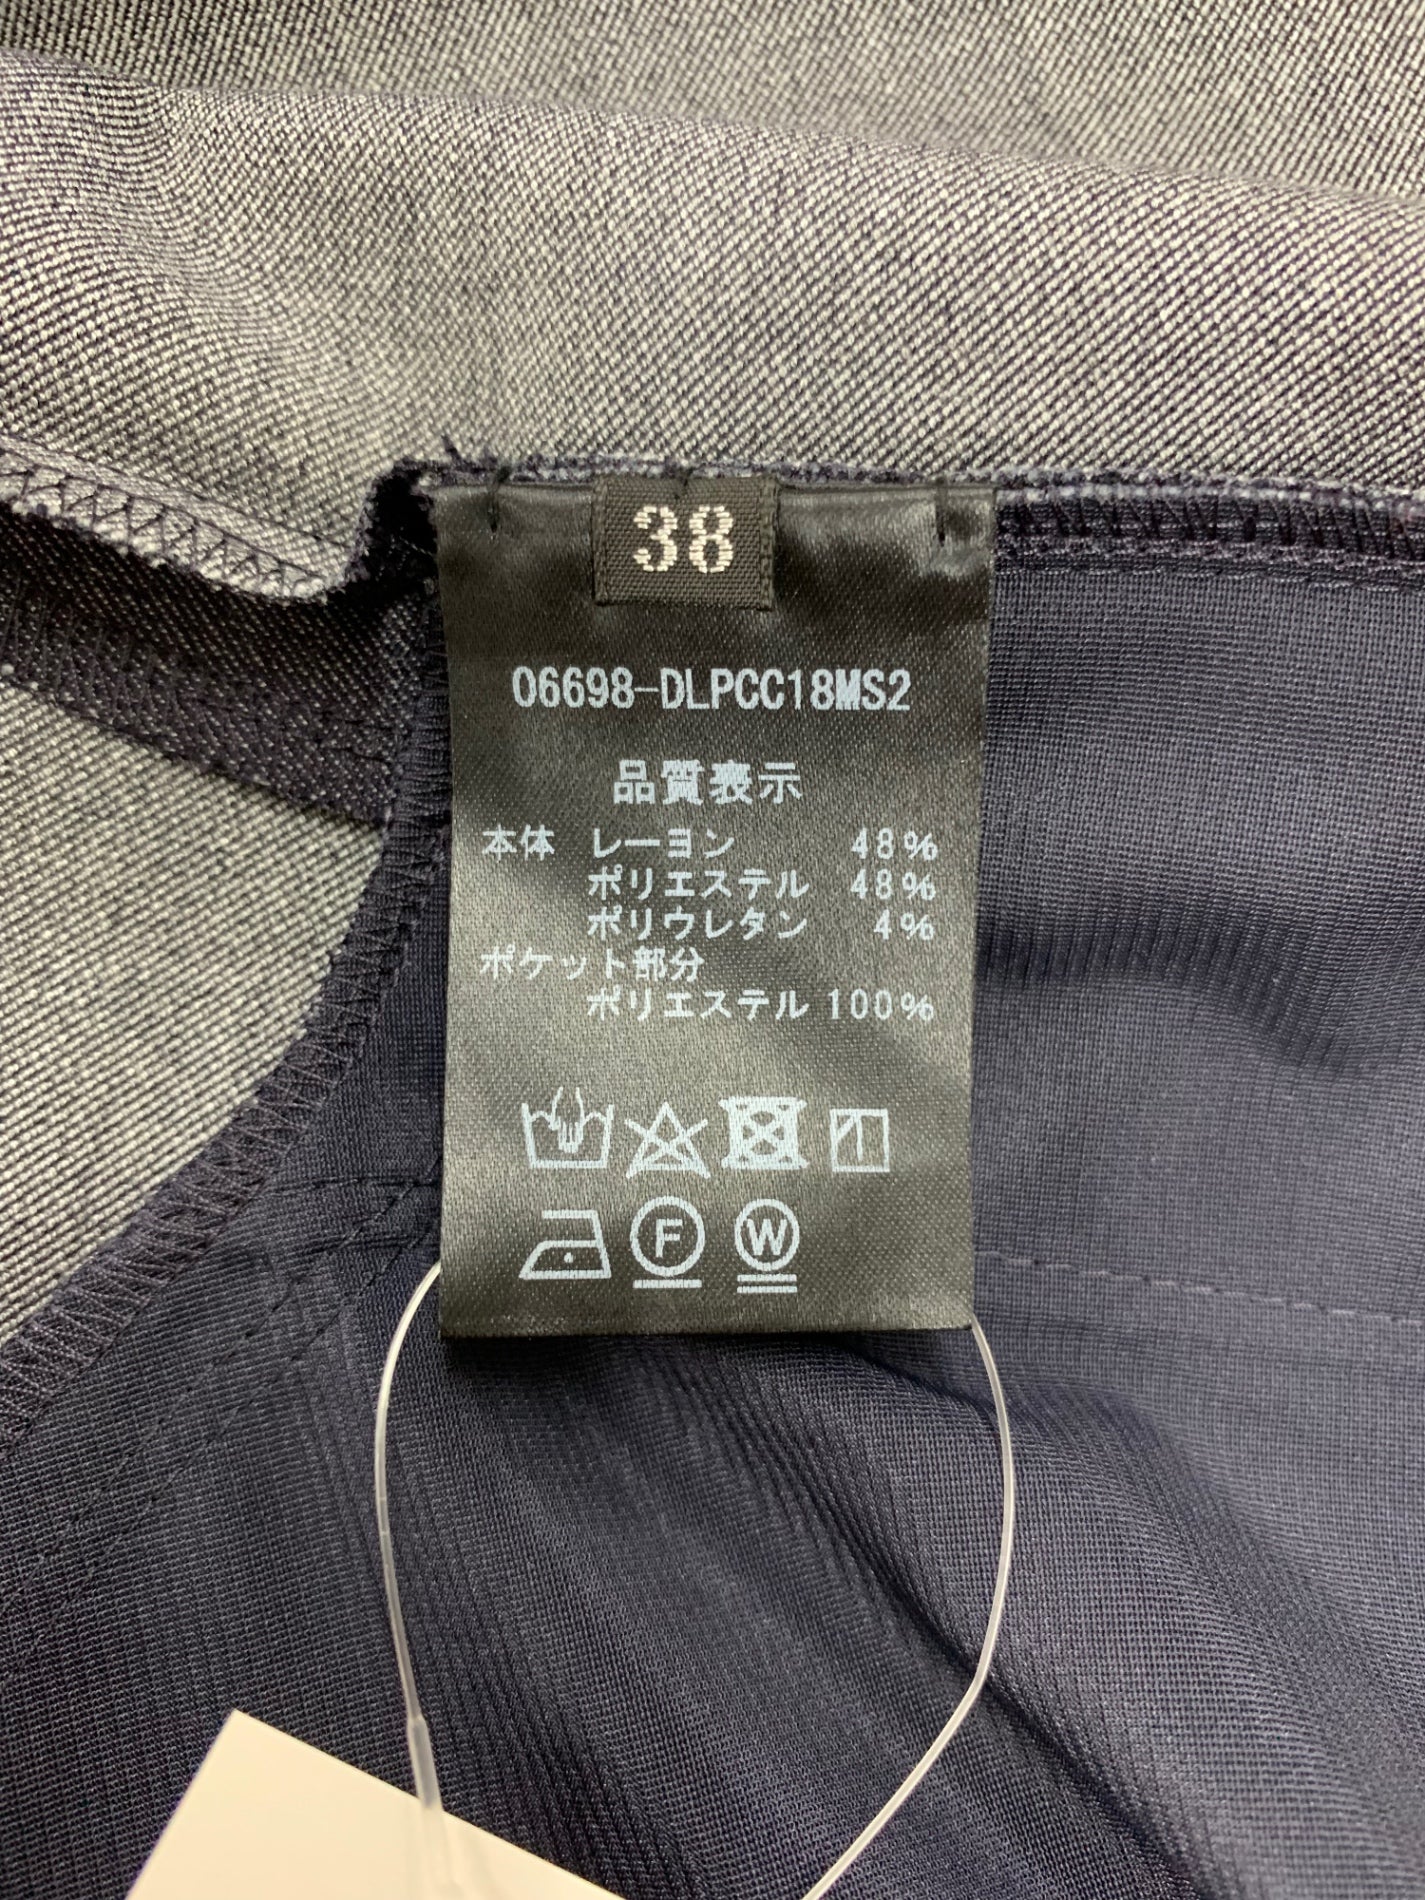 38
06698-DLPCC18MS2
品質表示
本体 レーヨン 48%
ポリエステル 48%
ポリウレタン 4%
ポケット部分
ポリエステル 100%
F W